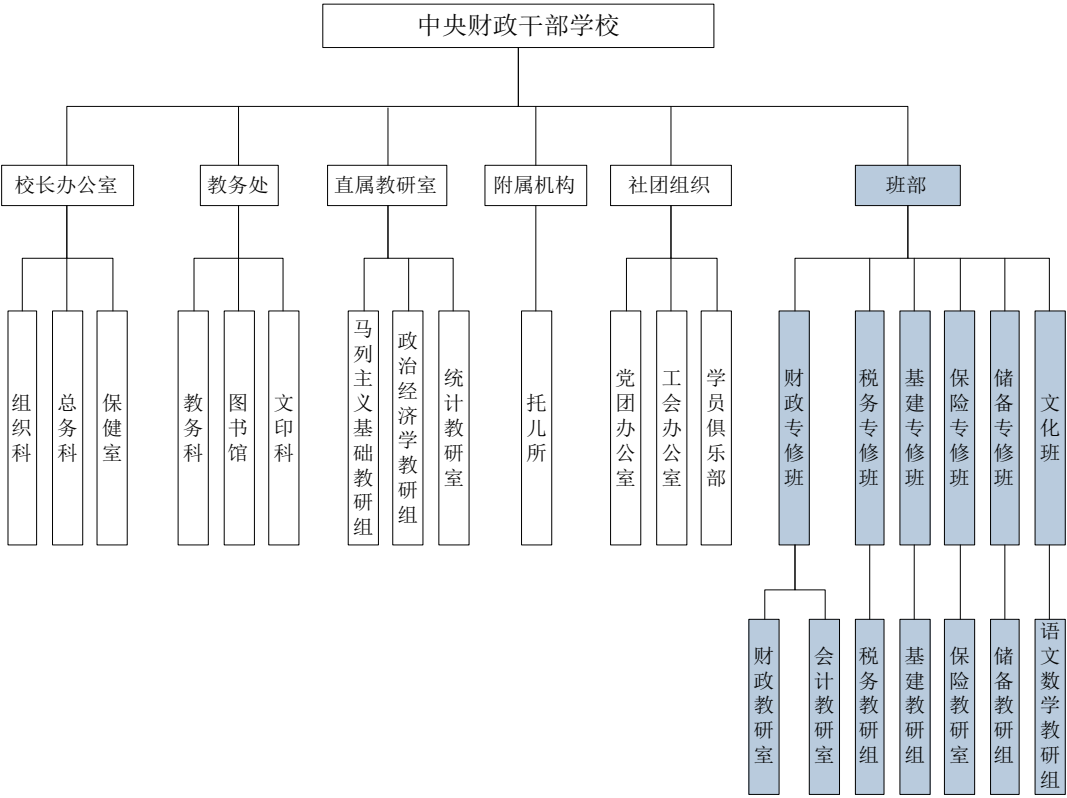 中央财政干部学校
校长办公室
教务处
直属教研室
附属机构
社团组织
班部
组织科
总务科
保健室
教务科
图书馆
文印科
马列主义基础教研组
政治经济学教研组
统计教研室
托儿所
党团办公室
工会办公室
学员俱乐部
财政专修班
税务专修班
基建专修班
保险专修班
储备专修班
文化班
财政教研室
会计教研室
税务教研组
基建教研组
保险教研室
储备教研组
语文数学教研组